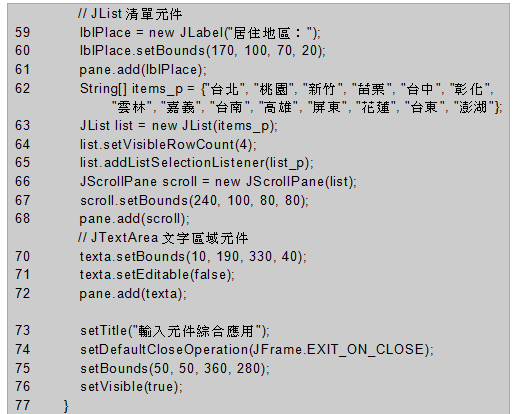 // JList 清單元件
59 lblPlace = new JLabel("居住地區：");
60 lblPlace.setBounds(170, 100, 70, 20);
61 pane.add(lblPlace);
62 String[] items_p = {"台北", "桃園", "新竹", "苗栗", "台中", "彰化",
"雲林", "嘉義", "台南", "高雄", "屏東", "花蓮", "台東", "澎湖"};
63 JList list = new JList(items_p);
64 list.setVisibleRowCount(4);
65 list.addListSelectionListener(list_p);
66 JScrollPane scroll = new JScrollPane(list);
67 scroll.setBounds(240, 100, 80, 80);
68 pane.add(scroll);
// JTextArea 文字區域元件
70 texta.setBounds(10, 190, 330, 40);
71 texta.setEditable(false);
72 pane.add(texta);
73 setTitle("輸入元件綜合應用");
74 setDefaultCloseOperation(JFrame.EXIT_ON_CLOSE);
75 setBounds(50, 50, 360, 280);
76 setVisible(true);
77 }